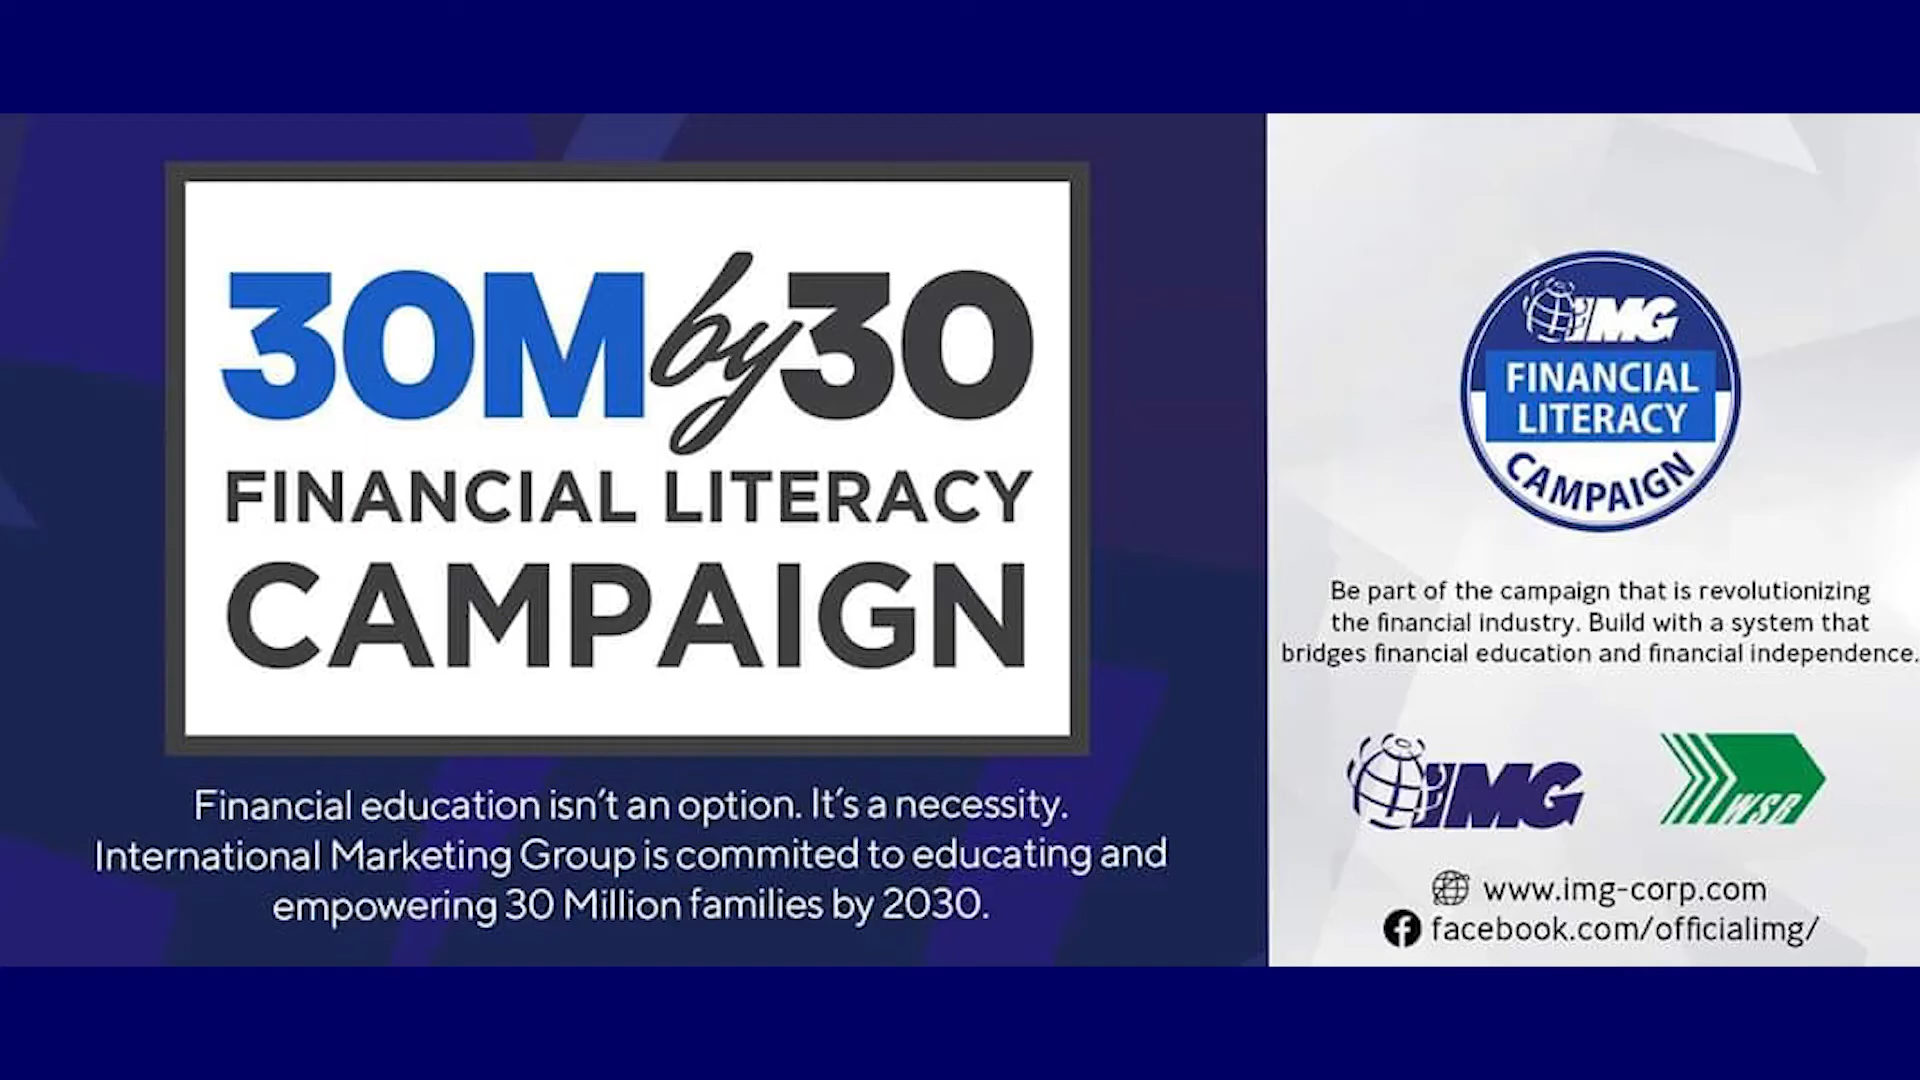 30M by 30
FINANCIAL LITERACY
CAMPAIGN
Financial education isn't an option. It's a necessity.
International Marketing Group is commited to educating and
empowering 30 Million families by 2030.
IMG
FINANCIAL
LITERACY
CAMPAIGN
Be part of the campaign that is revolutionizing
the financial industry. Build with a system that
bridges financial education and financial independence.
IMG
WSB
www.img-corp.com
facebook.com/officialimg/